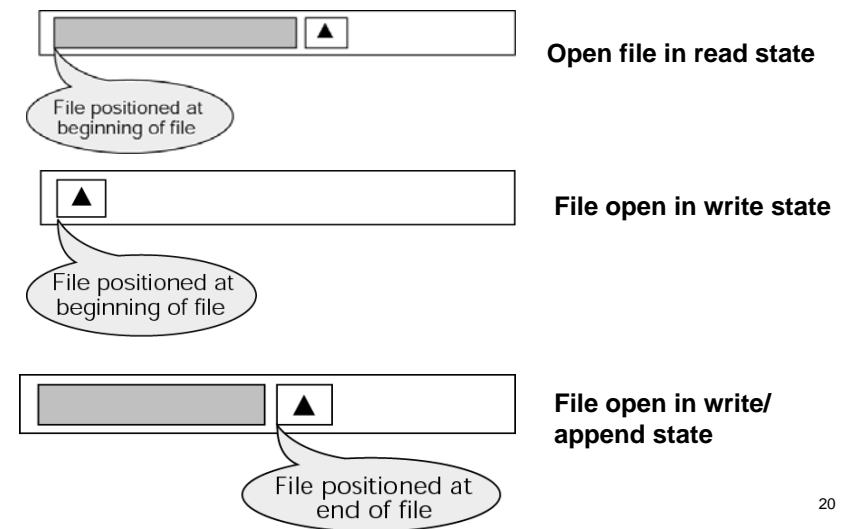 ▲
Open file in read state
File positioned at
beginning of file
▲
File open in write state
File positioned at
beginning of file
▲
File open in write/
append state
File positioned at
end of file
20